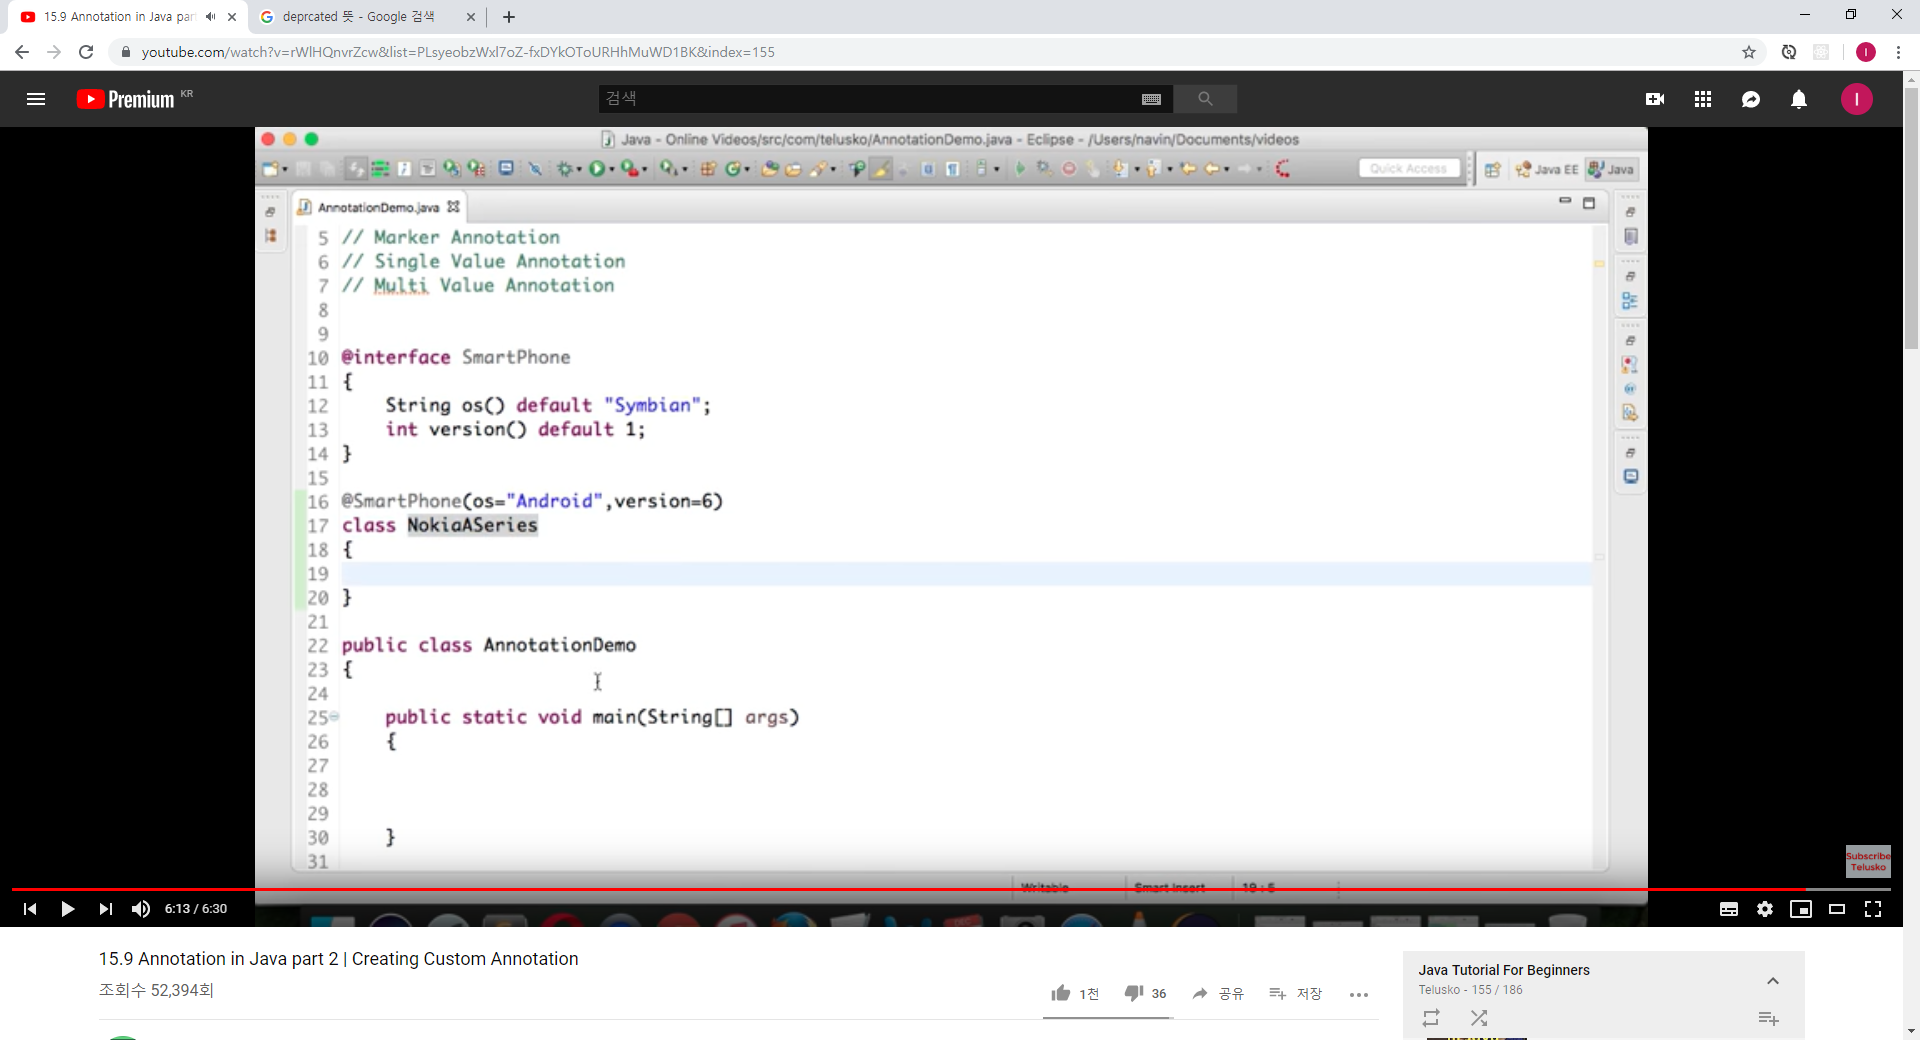 15.9 Annotation in Java par
deprcated 뜻 - Google 검색
youtube.com/watch?v=rWlHQnvrZcw&list=PLsyeobzWxl7oZ-fxDYkOToURHhMuWD1BK&index=155
I
Premium KR
검색
I
Java - Online Videos/src/com/telusko/AnnotationDemo.java - Eclipse - /Users/navin/Documents/videos
Quick Access
Java EE
Java
AnnotationDemo.java
5 // Marker Annotation
6 // Single Value Annotation
7 // Multi Value Annotation
8
9
10 @interface SmartPhone
11 {
12 String os() default "Symbian";
13 int version() default 1;
14 }
15
16 @SmartPhone(os="Android",version=6)
17 class NokiaASeries
18 {
19
20 }
21
22 public class AnnotationDemo
23 {
24
25 public static void main(String[] args)
26 {
27
28
29
30 }
31
Subscribe
Telusko
Writable
Smart Insert
19 : 5
6:13 / 6:30
15.9 Annotation in Java part 2 | Creating Custom Annotation
조회수 52,394회
1천
36
공유
저장
Java Tutorial For Beginners
Telusko - 155 / 186